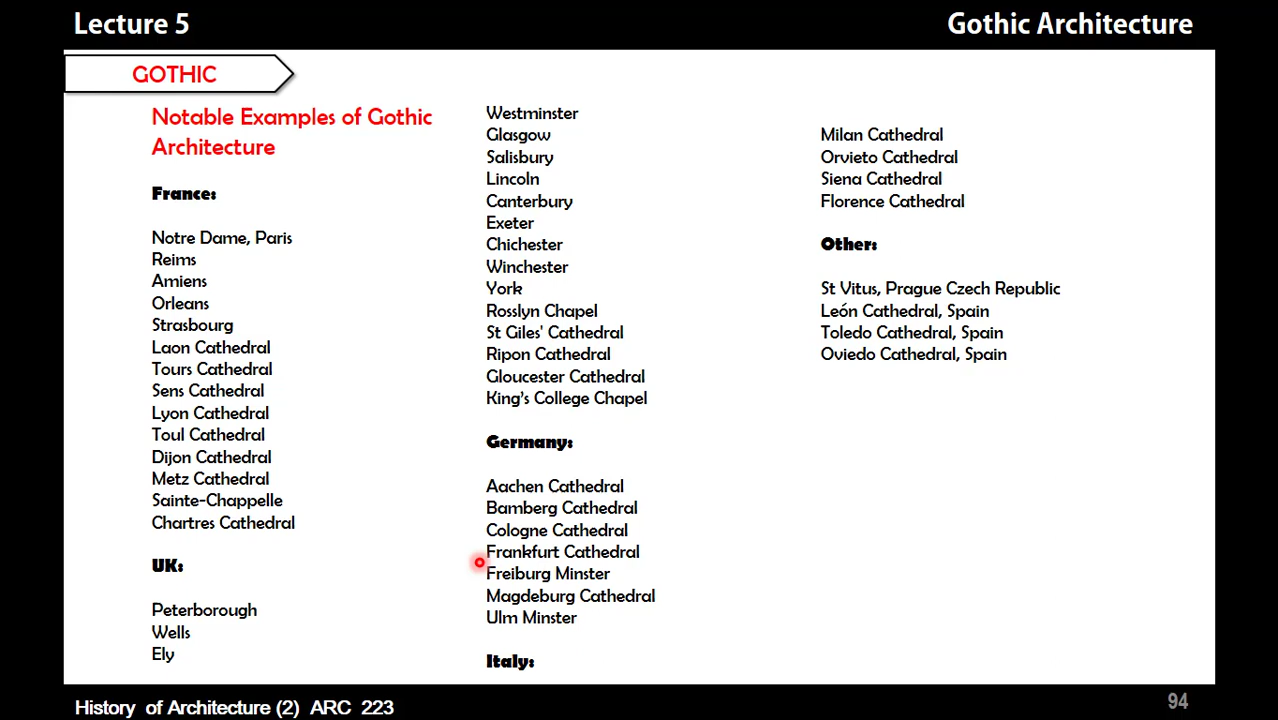 Lecture 5
Gothic Architecture
GOTHIC
Notable Examples of Gothic
Architecture
France:
Notre Dame, Paris
Reims
Amiens
Orleans
Strasbourg
Laon Cathedral
Tours Cathedral
Sens Cathedral
Lyon Cathedral
Toul Cathedral
Dijon Cathedral
Metz Cathedral
Sainte-Chappelle
Chartres Cathedral
UK:
Peterborough
Wells
Ely
Westminster
Glasgow
Salisbury
Lincoln
Canterbury
Exeter
Chichester
Winchester
York
Rosslyn Chapel
St Giles' Cathedral
Ripon Cathedral
Gloucester Cathedral
King's College Chapel
Germany:
Aachen Cathedral
Bamberg Cathedral
Cologne Cathedral
Frankfurt Cathedral
Freiburg Minster
Magdeburg Cathedral
Ulm Minster
Italy:
Milan Cathedral
Orvieto Cathedral
Siena Cathedral
Florence Cathedral
Other:
St Vitus, Prague Czech Republic
León Cathedral, Spain
Toledo Cathedral, Spain
Oviedo Cathedral, Spain
History of Architecture (2) ARC 223
94